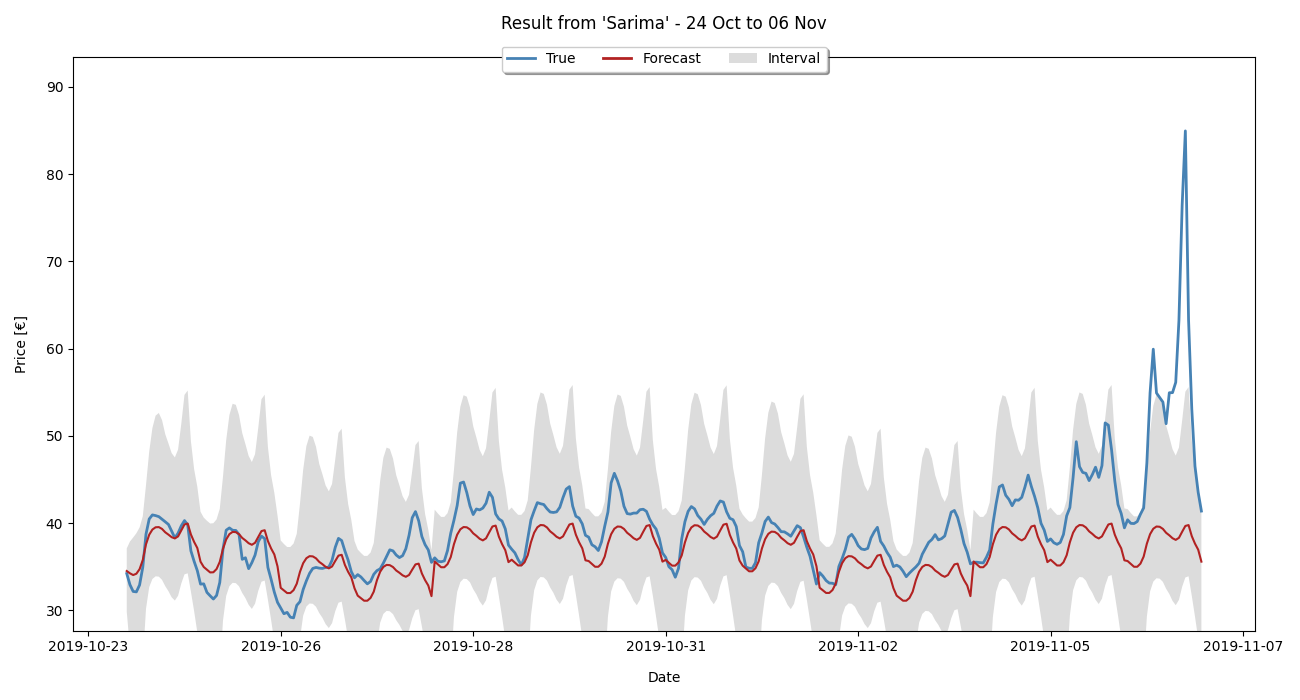 Result from 'Sarima' - 24 Oct to 06 Nov
True
Forecast
Interval
90
80
70
60
50
40
30
Price [€]
2019-10-23
2019-10-26
2019-10-28
2019-10-31
2019-11-02
2019-11-05
2019-11-07
Date